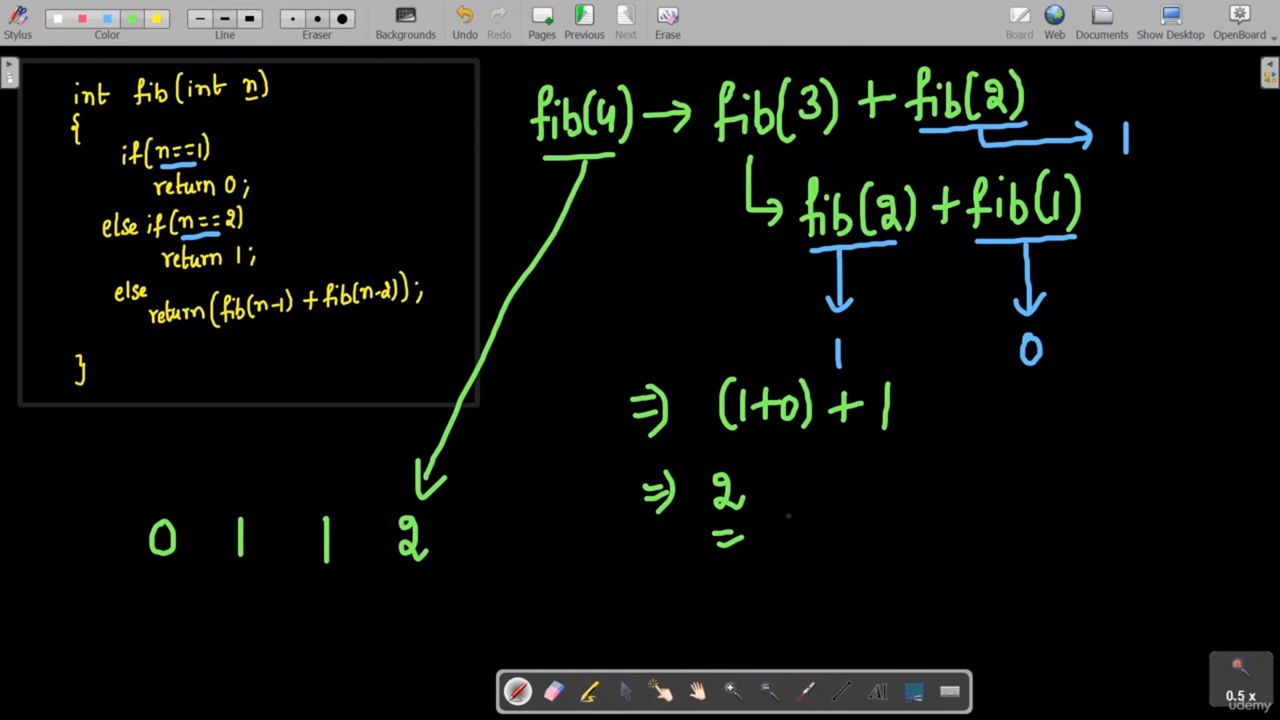 Stylus Color Line Eraser Backgrounds Undo Redo Pages Previous Next Erase Board Web Documents Show Desktop OpenBoard
int fib(int n)
{
if(n==1)
return 0;
else if(n==2)
return 1;
else
return(fib(n-1) + fib(n-2));
}
fib(4) → fib(3) + fib(2)
→ 1
↳ fib(2) + fib(1)
1 0
⇒ (1+0) + 1
⇒ 2
0 1 1 2
0.5 x
udemy